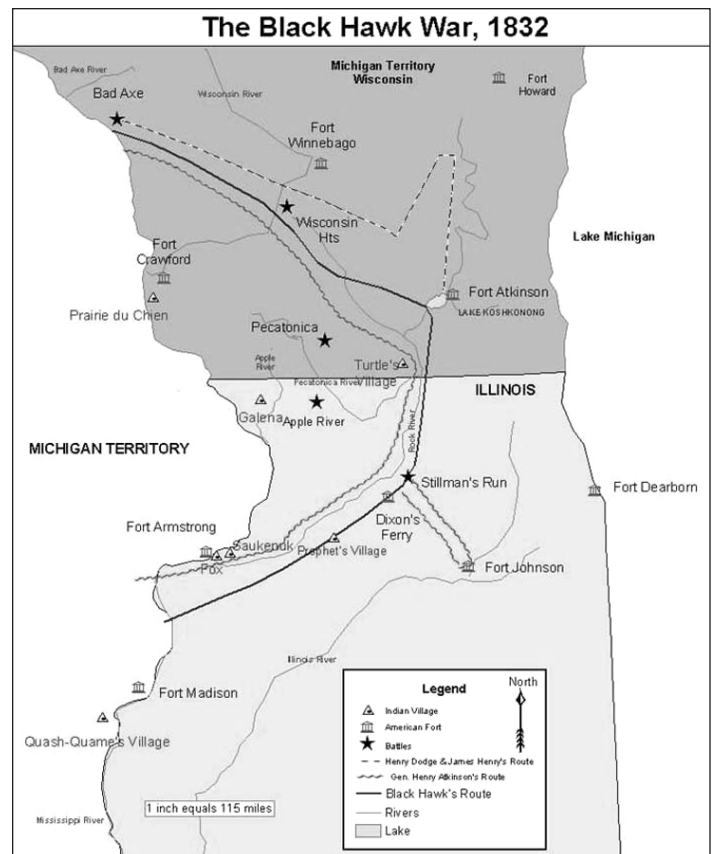 The Black Hawk War, 1832
Bad Axe River
Michigan Territory
Wisconsin
Bad Axe
Wisconsin River
Fort
Howard
Fort
Winnebago
Wisconsin
Hts
Lake Michigan
Fort
Crawford
Prairie du Chien
Fort Atkinson
LAKE KOSHKONONG
Pecatonica
Apple
River
Turtle's
Village
Pecatonica River
ILLINOIS
Galena
Apple River
Rock River
MICHIGAN TERRITORY
Stillman's Run
Fort Dearborn
Dixon's
Ferry
Fort Armstrong
Saukenuk
Prophet's Village
Fox
Fort Johnson
Illinois River
Fort Madison
Quash-Quame's Village
1 inch equals 115 miles
Mississippi River
Legend
North
Indian Village
American Fort
Battles
Henry Dodge & James Henry's Route
Gen. Henry Atkinson's Route
Black Hawk's Route
Rivers
Lake